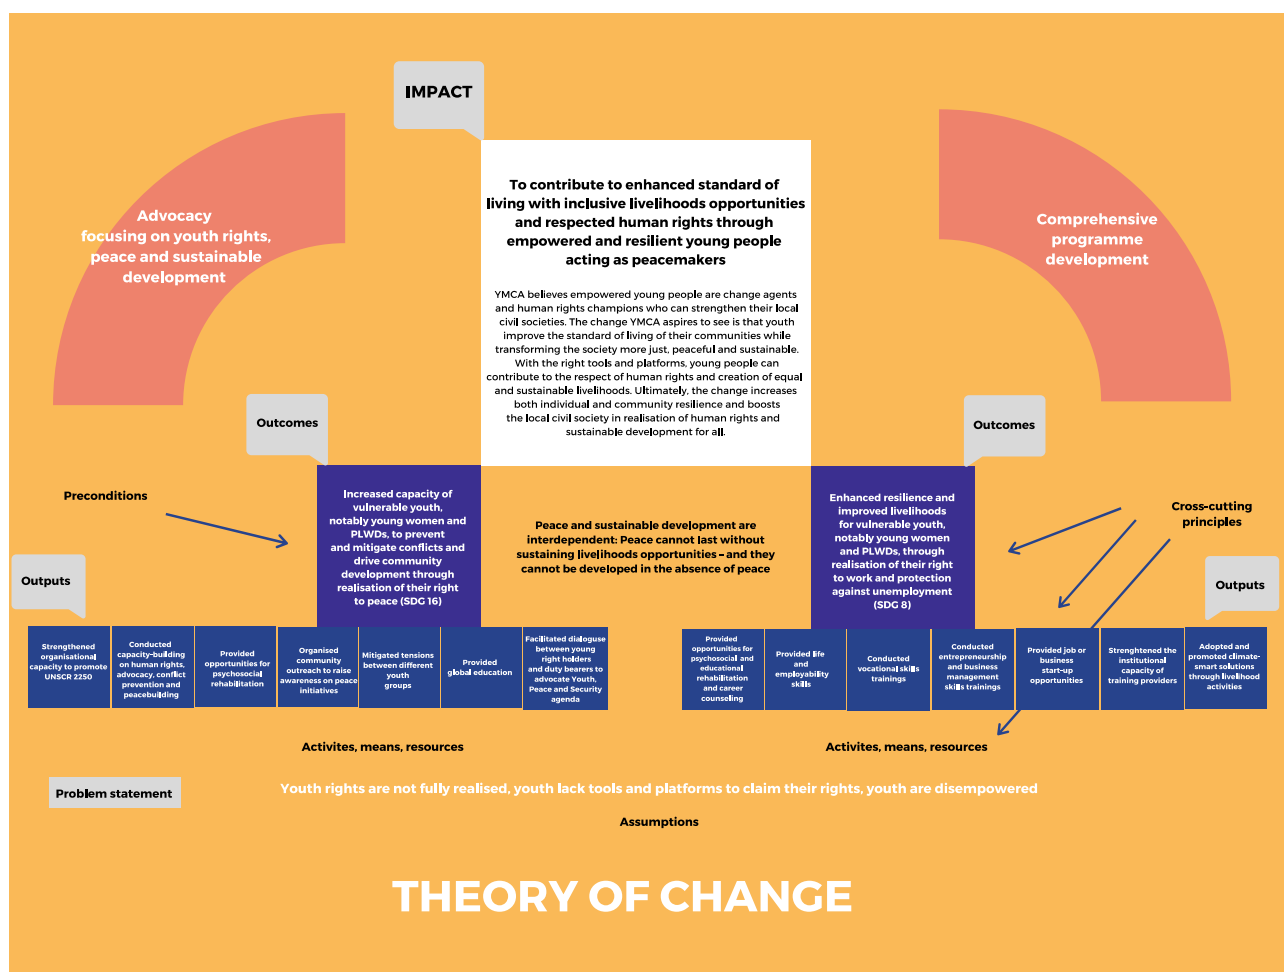 IMPACT
To contribute to enhanced standard of
living with inclusive livelihoods opportunities
and respected human rights through
empowered and resilient young people
acting as peacemakers
YMCA believes empowered young people are change agents
and human rights champions who can strengthen their local
civil societies. The change YMCA aspires to see is that youth
improve the standard of living of their communities while
transforming the society more just, peaceful and sustainable.
With the right tools and platforms, young people can
contribute to the respect of human rights and creation of equal
and sustainable livelihoods. Ultimately, the change increases
both individual and community resilience and boosts
the local civil society in realisation of human rights and
sustainable development for all.
Advocacy
focusing on youth rights,
peace and sustainable
development
Comprehensive
programme
development
Outcomes
Outcomes
Preconditions
Increased capacity of
vulnerable youth,
notably young women and
PLWDs, to prevent
and mitigate conflicts and
drive community
development through
realisation of their right
to peace (SDG 16)
Peace and sustainable development are
interdependent: Peace cannot last without
sustaining livelihoods opportunities – and they
cannot be developed in the absence of peace
Enhanced resilience and
improved livelihoods
for vulnerable youth,
notably young women
and PLWDs, through
realisation of their right
to work and protection
against unemployment
(SDG 8)
Cross-cutting
principles
Outputs
Outputs
Strengthened
organisational
capacity to promote
UNSCR 2250
Conducted
capacity-building
on human rights,
advocacy, conflict
prevention and
peacebuilding
Provided
opportunities for
psychosocial
rehabilitation
Organised
community
outreach to raise
awareness on peace
initiatives
Mitigated tensions
between different
youth
groups
Provided
global education
Facilitated dialoguse
between young
right holders
and duty bearers to
advocate Youth,
Peace and Security
agenda
Provided
opportunities for
psychosocial and
educational
rehabilitation
and career
counseling
Provided life
and
employability
skills
Conducted
vocational skills
trainings
Conducted
entrepreneurship
and business
management
skills trainings
Provided job or
business
start-up
opportunities
Strenghtened the
institutional
capacity of
training providers
Adopted and
promoted climate-
smart solutions
through livelihood
activities
Activites, means, resources
Activites, means, resources
Problem statement
Youth rights are not fully realised, youth lack tools and platforms to claim their rights, youth are disempowered
Assumptions
THEORY OF CHANGE